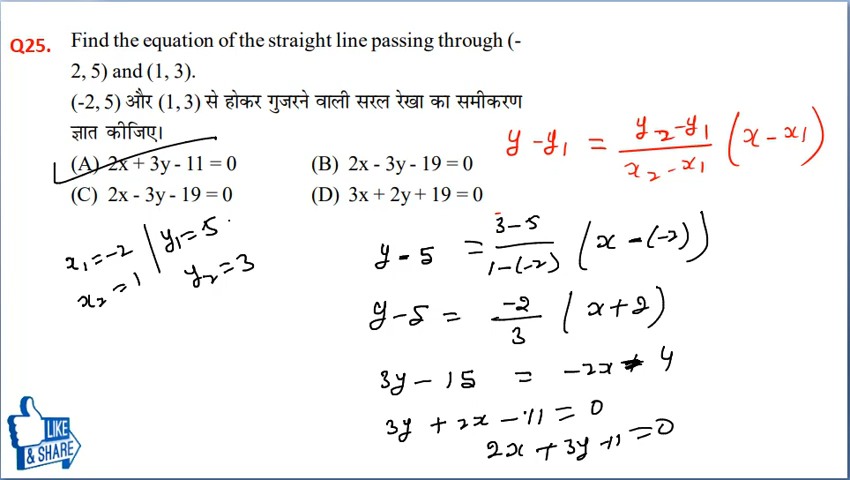 Q25. Find the equation of the straight line passing through (-
2, 5) and (1, 3).
(-2, 5) और (1, 3) से होकर गुजरने वाली सरल रेखा का समीकरण
ज्ञात कीजिए।
(A) 2x + 3y - 11 = 0 (B) 2x - 3y - 19 = 0
(C) 2x - 3y - 19 = 0 (D) 3x + 2y + 19 = 0
y - y₁ = (y₂ - y₁)/(x₂ - x₁) (x - x₁)
x₁ = -2 | y₁ = 5
x₂ = 1 | y₂ = 3
y - 5 = (3 - 5)/(1 - (-2)) (x - (-2))
y - 5 = -2/3 (x + 2)
3y - 15 = -2x - 4
3y + 2x - 11 = 0
2x + 3y - 11 = 0
LIKE
& SHARE